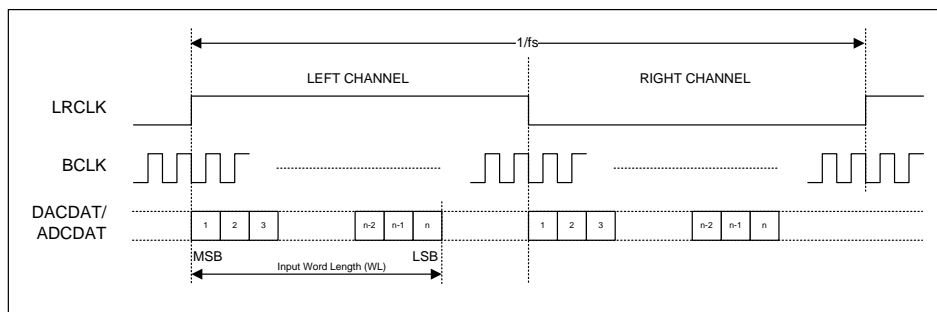 1/fs
LEFT CHANNEL RIGHT CHANNEL
LRCLK
BCLK
DACDAT/
ADCDAT
1 2 3 n-2 n-1 n 1 2 3 n-2 n-1 n
MSB LSB
Input Word Length (WL)